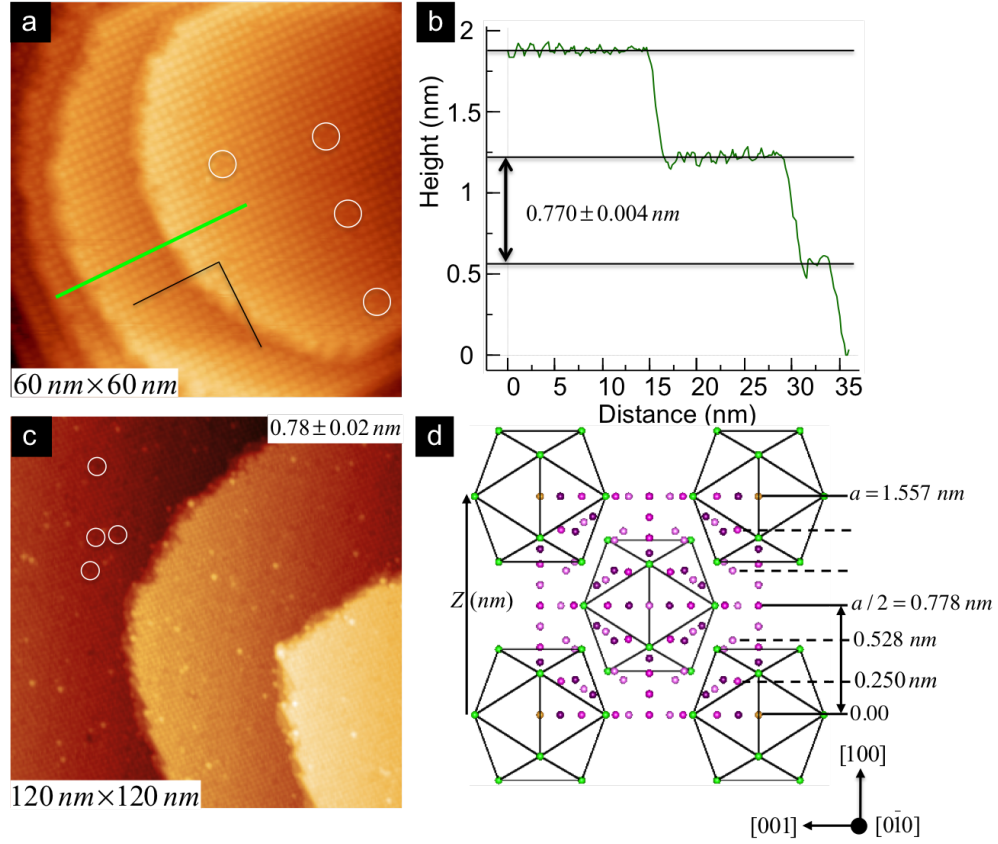 a
60 nm×60 nm
b
Height (nm)
2
1.5
1
0.5
0
0.770±0.004 nm
0 5 10 15 20 25 30 35
Distance (nm)
c
0.78±0.02 nm
120 nm×120 nm
d
Z (nm)
a = 1.557 nm
a / 2 = 0.778 nm
0.528 nm
0.250 nm
0.00
[100]
[001]
[01̄0]